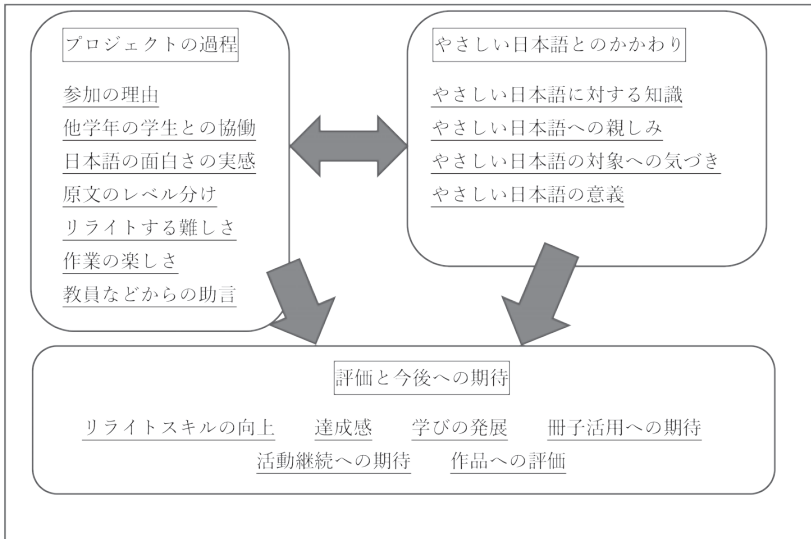 プロジェクトの過程
参加の理由
他学年の学生との協働
日本語の面白さの実感
原文のレベル分け
リライトする難しさ
作業の楽しさ
教員などからの助言
やさしい日本語とのかかわり
やさしい日本語に対する知識
やさしい日本語への親しみ
やさしい日本語の対象への気づき
やさしい日本語の意義
評価と今後への期待
リライトスキルの向上 達成感 学びの発展 冊子活用への期待
活動継続への期待 作品への評価